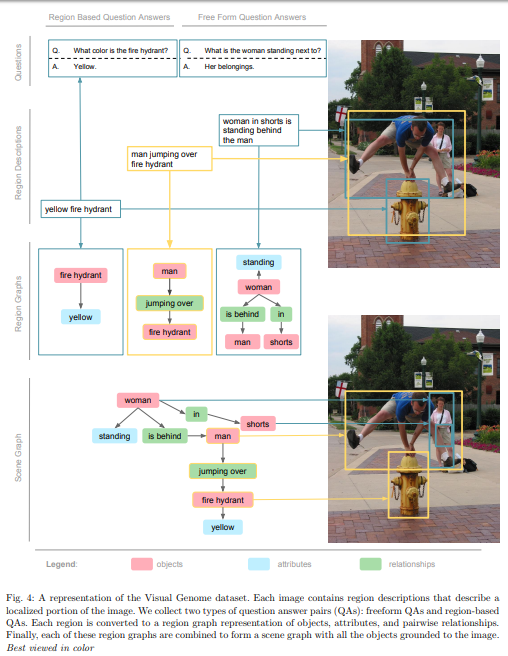 Region Based Question Answers
Free Form Question Answers
Questions
Q. What color is the fire hydrant?
A. Yellow.
Q. What is the woman standing next to?
A. Her belongings.
Region Descriptions
woman in shorts is
standing behind
the man
man jumping over
fire hydrant
yellow fire hydrant
Region Graphs
fire hydrant
yellow
man
jumping over
fire hydrant
standing
woman
is behind
in
man
shorts
Scene Graph
woman
in
shorts
standing
is behind
man
jumping over
fire hydrant
yellow
Legend:
objects
attributes
relationships
Fig. 4: A representation of the Visual Genome dataset. Each image contains region descriptions that describe a
localized portion of the image. We collect two types of question answer pairs (QAs): freeform QAs and region-based
QAs. Each region is converted to a region graph representation of objects, attributes, and pairwise relationships.
Finally, each of these region graphs are combined to form a scene graph with all the objects grounded to the image.
Best viewed in color